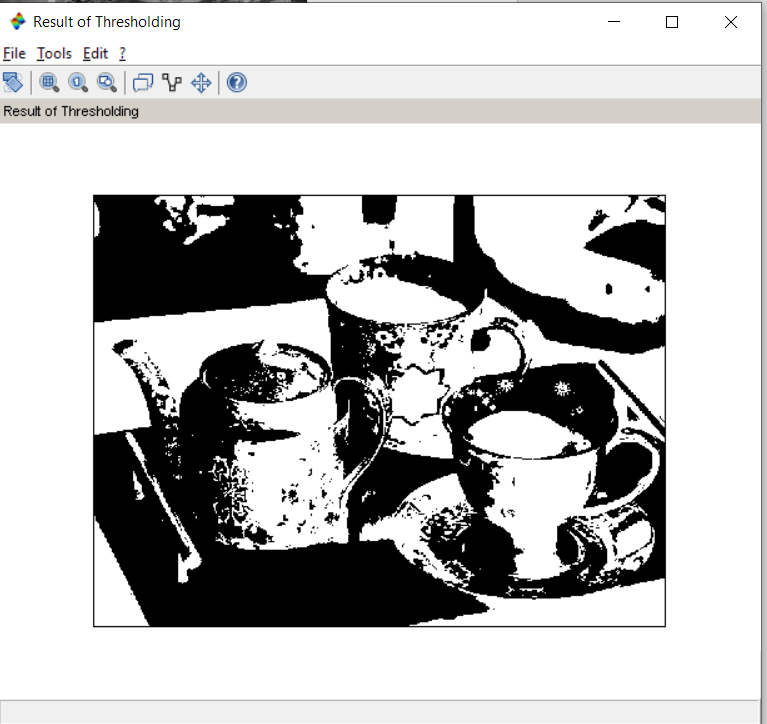 Result of Thresholding
File Tools Edit ?
Result of Thresholding